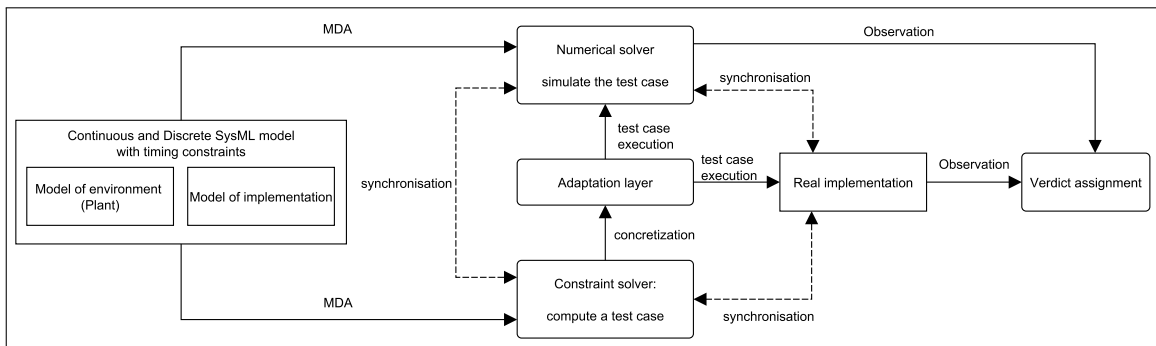 MDA
Numerical solver
simulate the test case
Observation
synchronisation
Continuous and Discrete SysML model
with timing constraints
Model of environment
(Plant)
Model of implementation
synchronisation
test case
execution
Adaptation layer
test case
execution
Real implementation
Observation
Verdict assignment
concretization
MDA
Constraint solver:
compute a test case
synchronisation